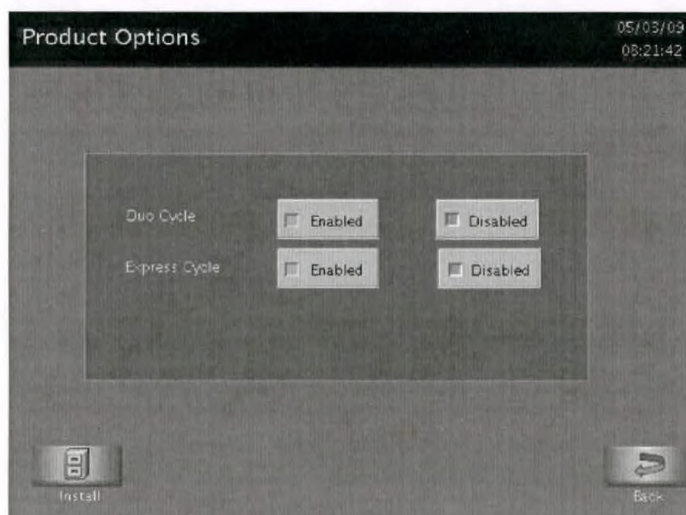 Product Options
05/03/09
08:21:42
Duo Cycle Enabled Disabled
Express Cycle Enabled Disabled
Install
Back